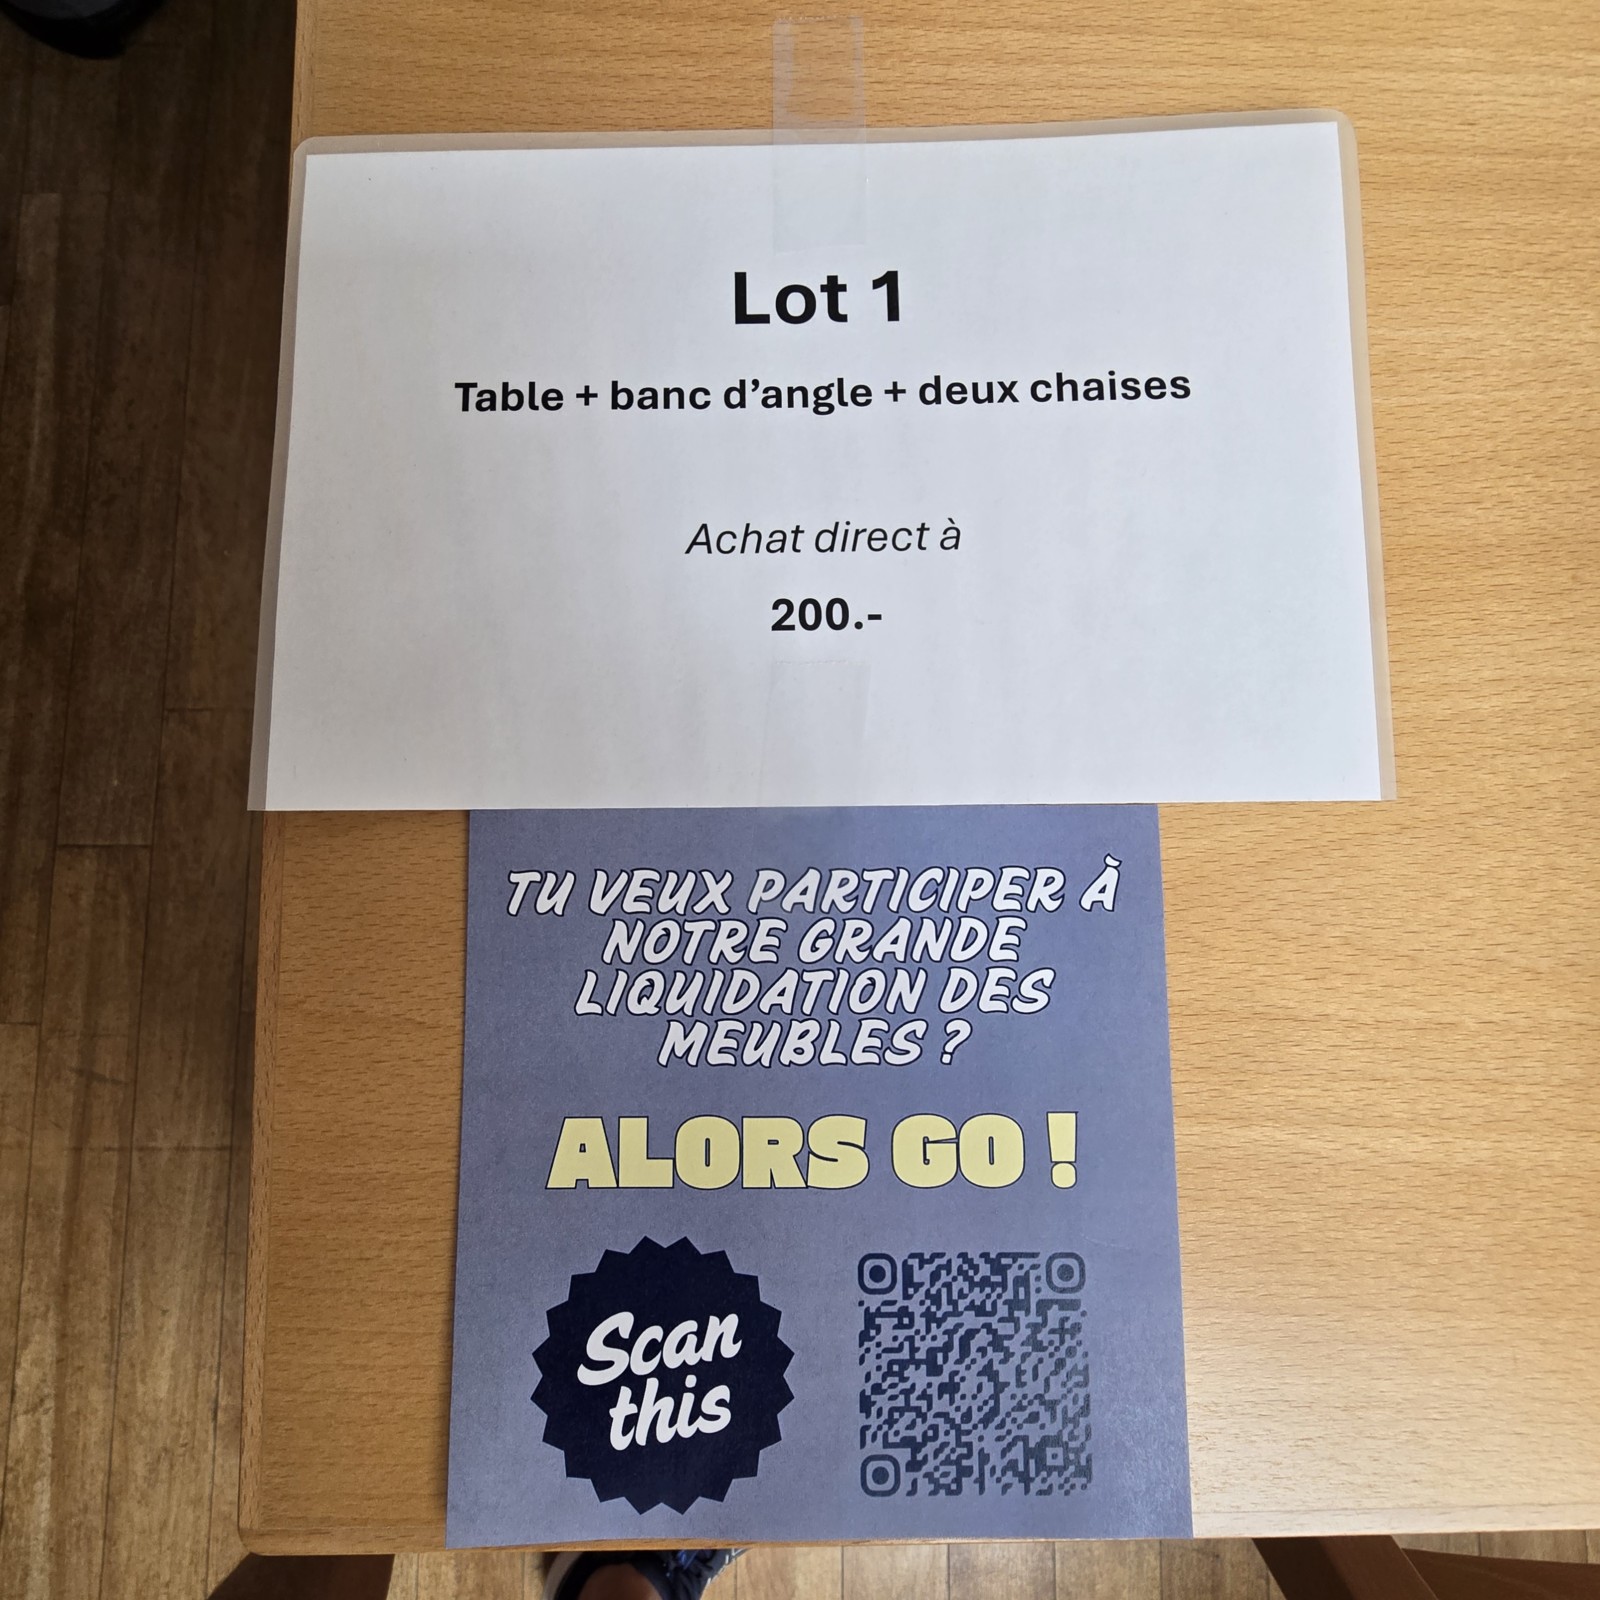 Lot 1
Table + banc d’angle + deux chaises
Achat direct à
200.-
TU VEUX PARTICIPER À
NOTRE GRANDE
LIQUIDATION DES
MEUBLES ?
ALORS GO !
Scan
this